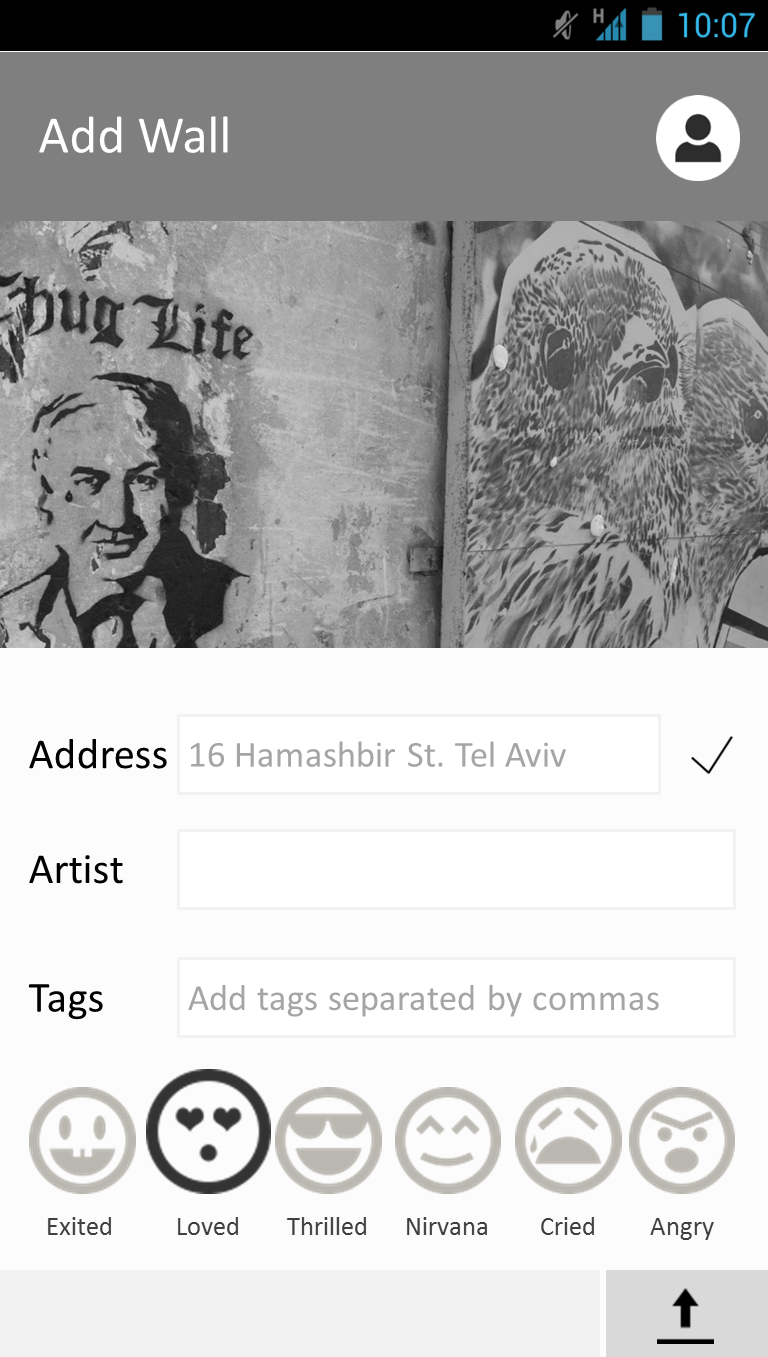 H 10:07
Add Wall
Thug Life
Address 16 Hamashbir St. Tel Aviv
Artist
Tags Add tags separated by commas
Exited Loved Thrilled Nirvana Cried Angry